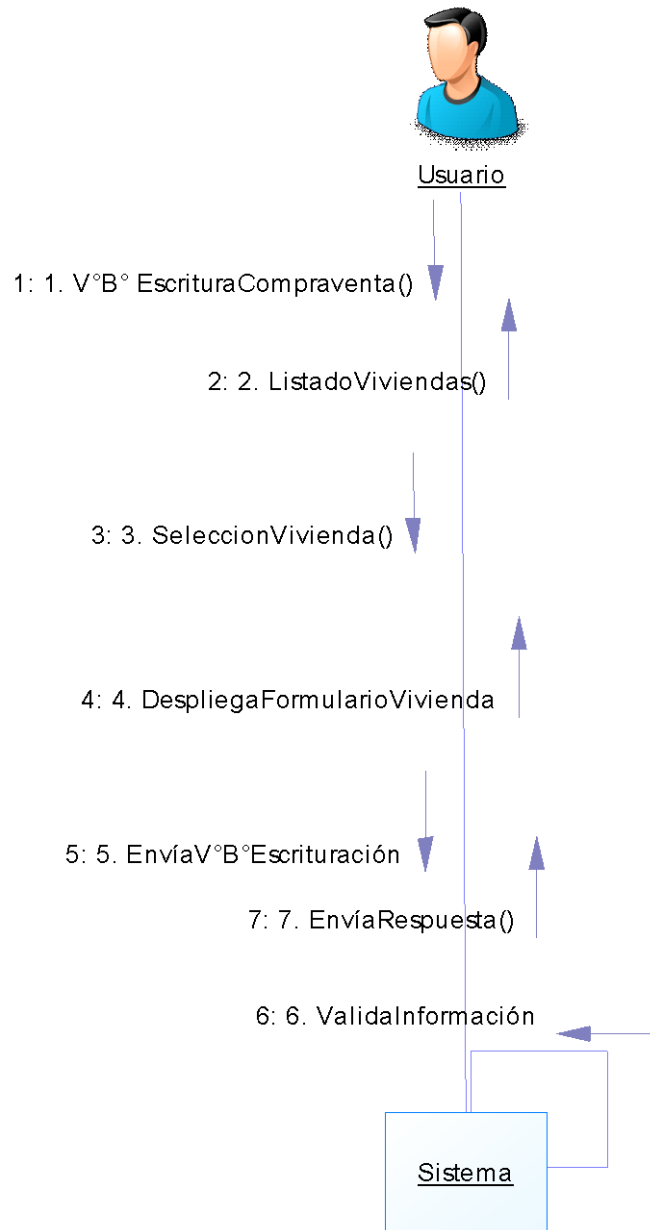 Usuario
1: 1. V°B° EscrituraCompraventa()
2: 2. ListadoViviendas()
3: 3. SeleccionVivienda()
4: 4. DespliegaFormularioVivienda
5: 5. EnvíaV°B°Escrituración
7: 7. EnvíaRespuesta()
6: 6. ValidaInformación
Sistema